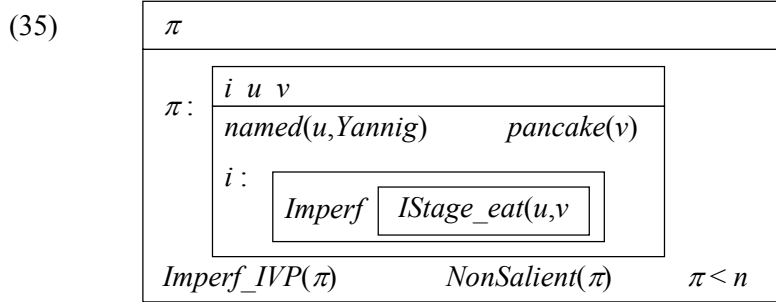 (35) π
i u v
π :
named(u,Yannig) pancake(v)
i :
Imperf IStage_eat(u,v
Imperf_IVP(π) NonSalient(π) π < n